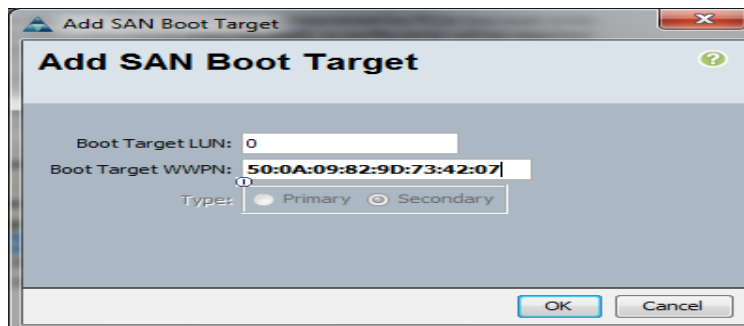 Add SAN Boot Target
Add SAN Boot Target
Boot Target LUN: 0
Boot Target WWPN: 50:0A:09:82:9D:73:42:07
Type: Primary Secondary
OK Cancel